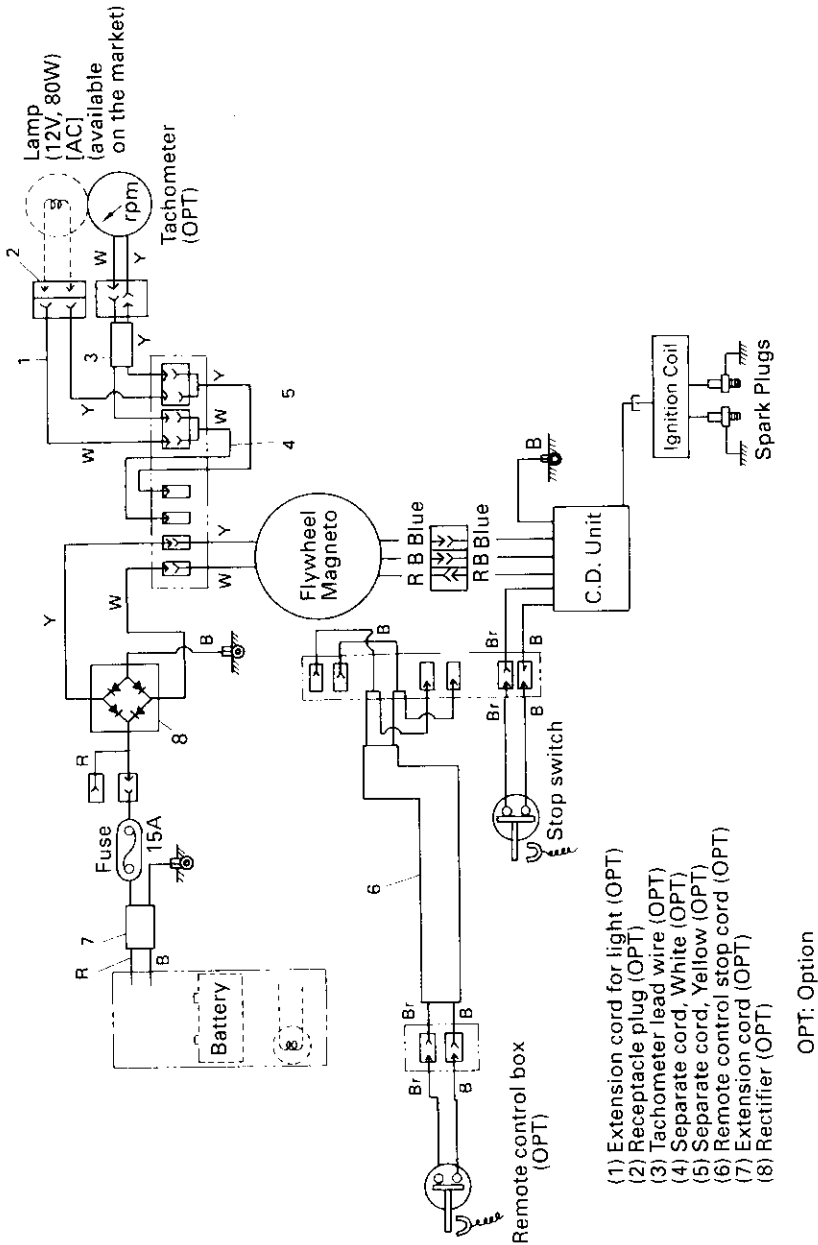 Lamp
(12V, 80W)
[AC]
(available
on the market)
2
rpm
Tachometer
(OPT)
W
Y
1
3
Y
Y
W
W
Y
5
4
Y
W
Y
W
Flywheel
Magneto
R B Blue
R B Blue
B
C.D. Unit
Ignition Coil
Spark Plugs
B
8
R
Fuse
15A
7
R
B
Battery
B
Br
B
Br
B
Stop switch
6
Br
B
Br
B
Remote control box
(OPT)
(1) Extension cord for light (OPT)
(2) Receptacle plug (OPT)
(3) Tachometer lead wire (OPT)
(4) Separate cord, White (OPT)
(5) Separate cord, Yellow (OPT)
(6) Remote control stop cord (OPT)
(7) Extension cord (OPT)
(8) Rectifier (OPT)
OPT: Option